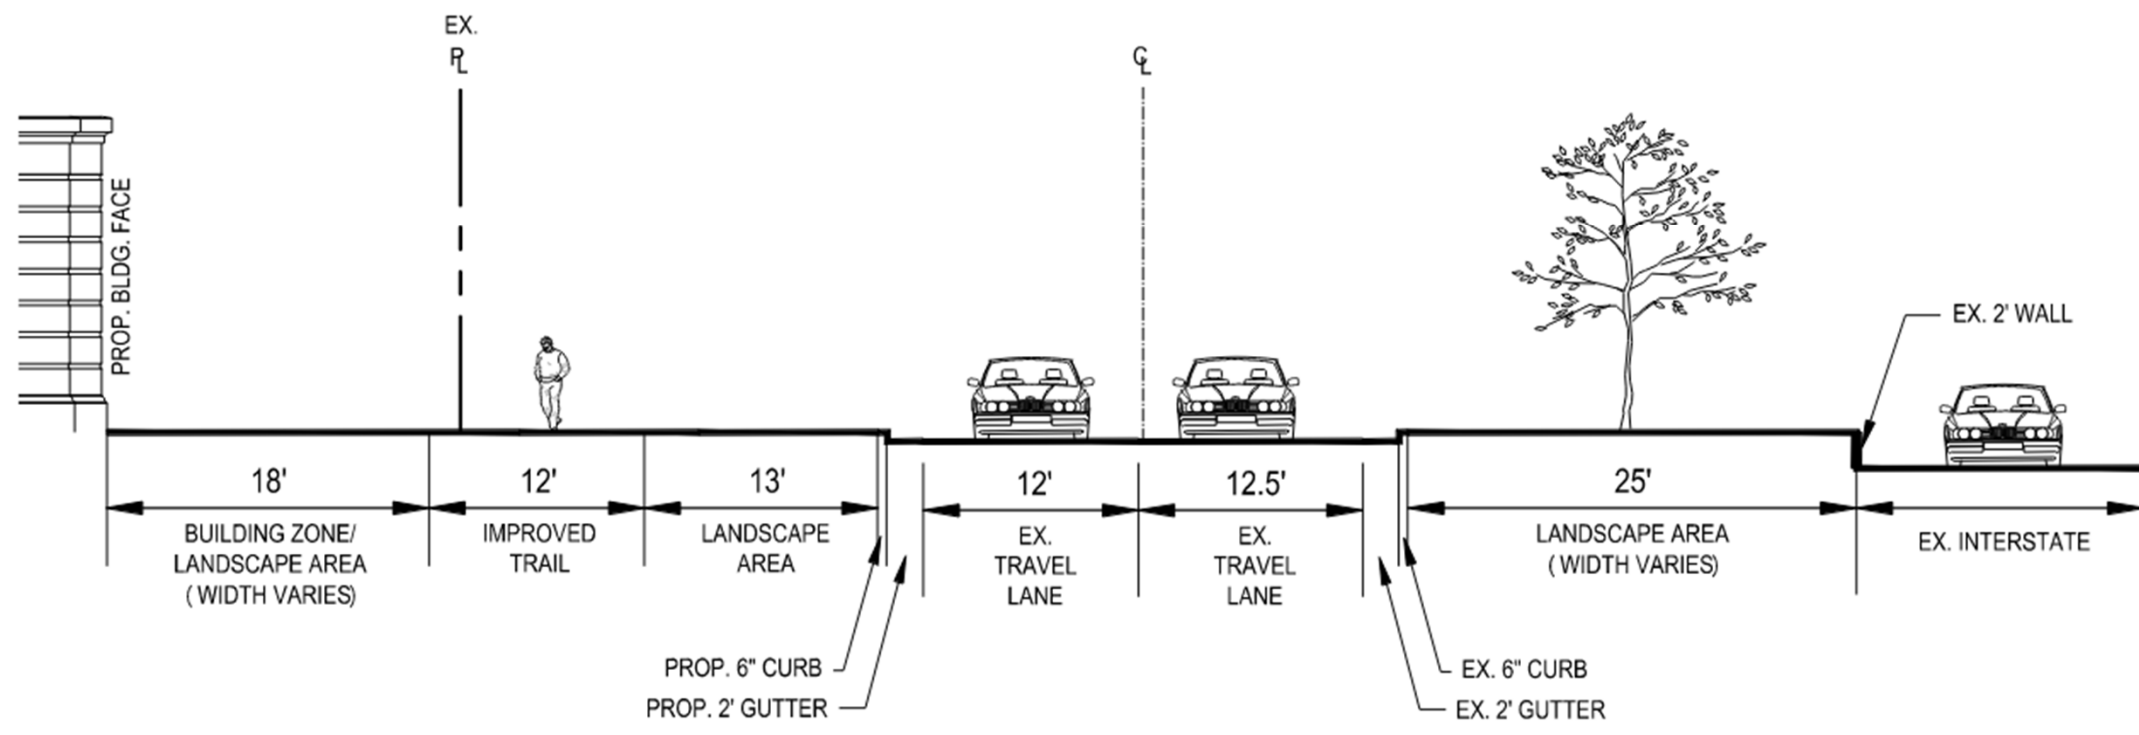 EX.
PL
CL
PROP. BLDG. FACE
EX. 2' WALL
18'
12'
13'
12'
12.5'
25'
BUILDING ZONE/
LANDSCAPE AREA
( WIDTH VARIES)
IMPROVED
TRAIL
LANDSCAPE
AREA
EX.
TRAVEL
LANE
EX.
TRAVEL
LANE
LANDSCAPE AREA
( WIDTH VARIES)
EX. INTERSTATE
PROP. 6" CURB
PROP. 2' GUTTER
EX. 6" CURB
EX. 2' GUTTER